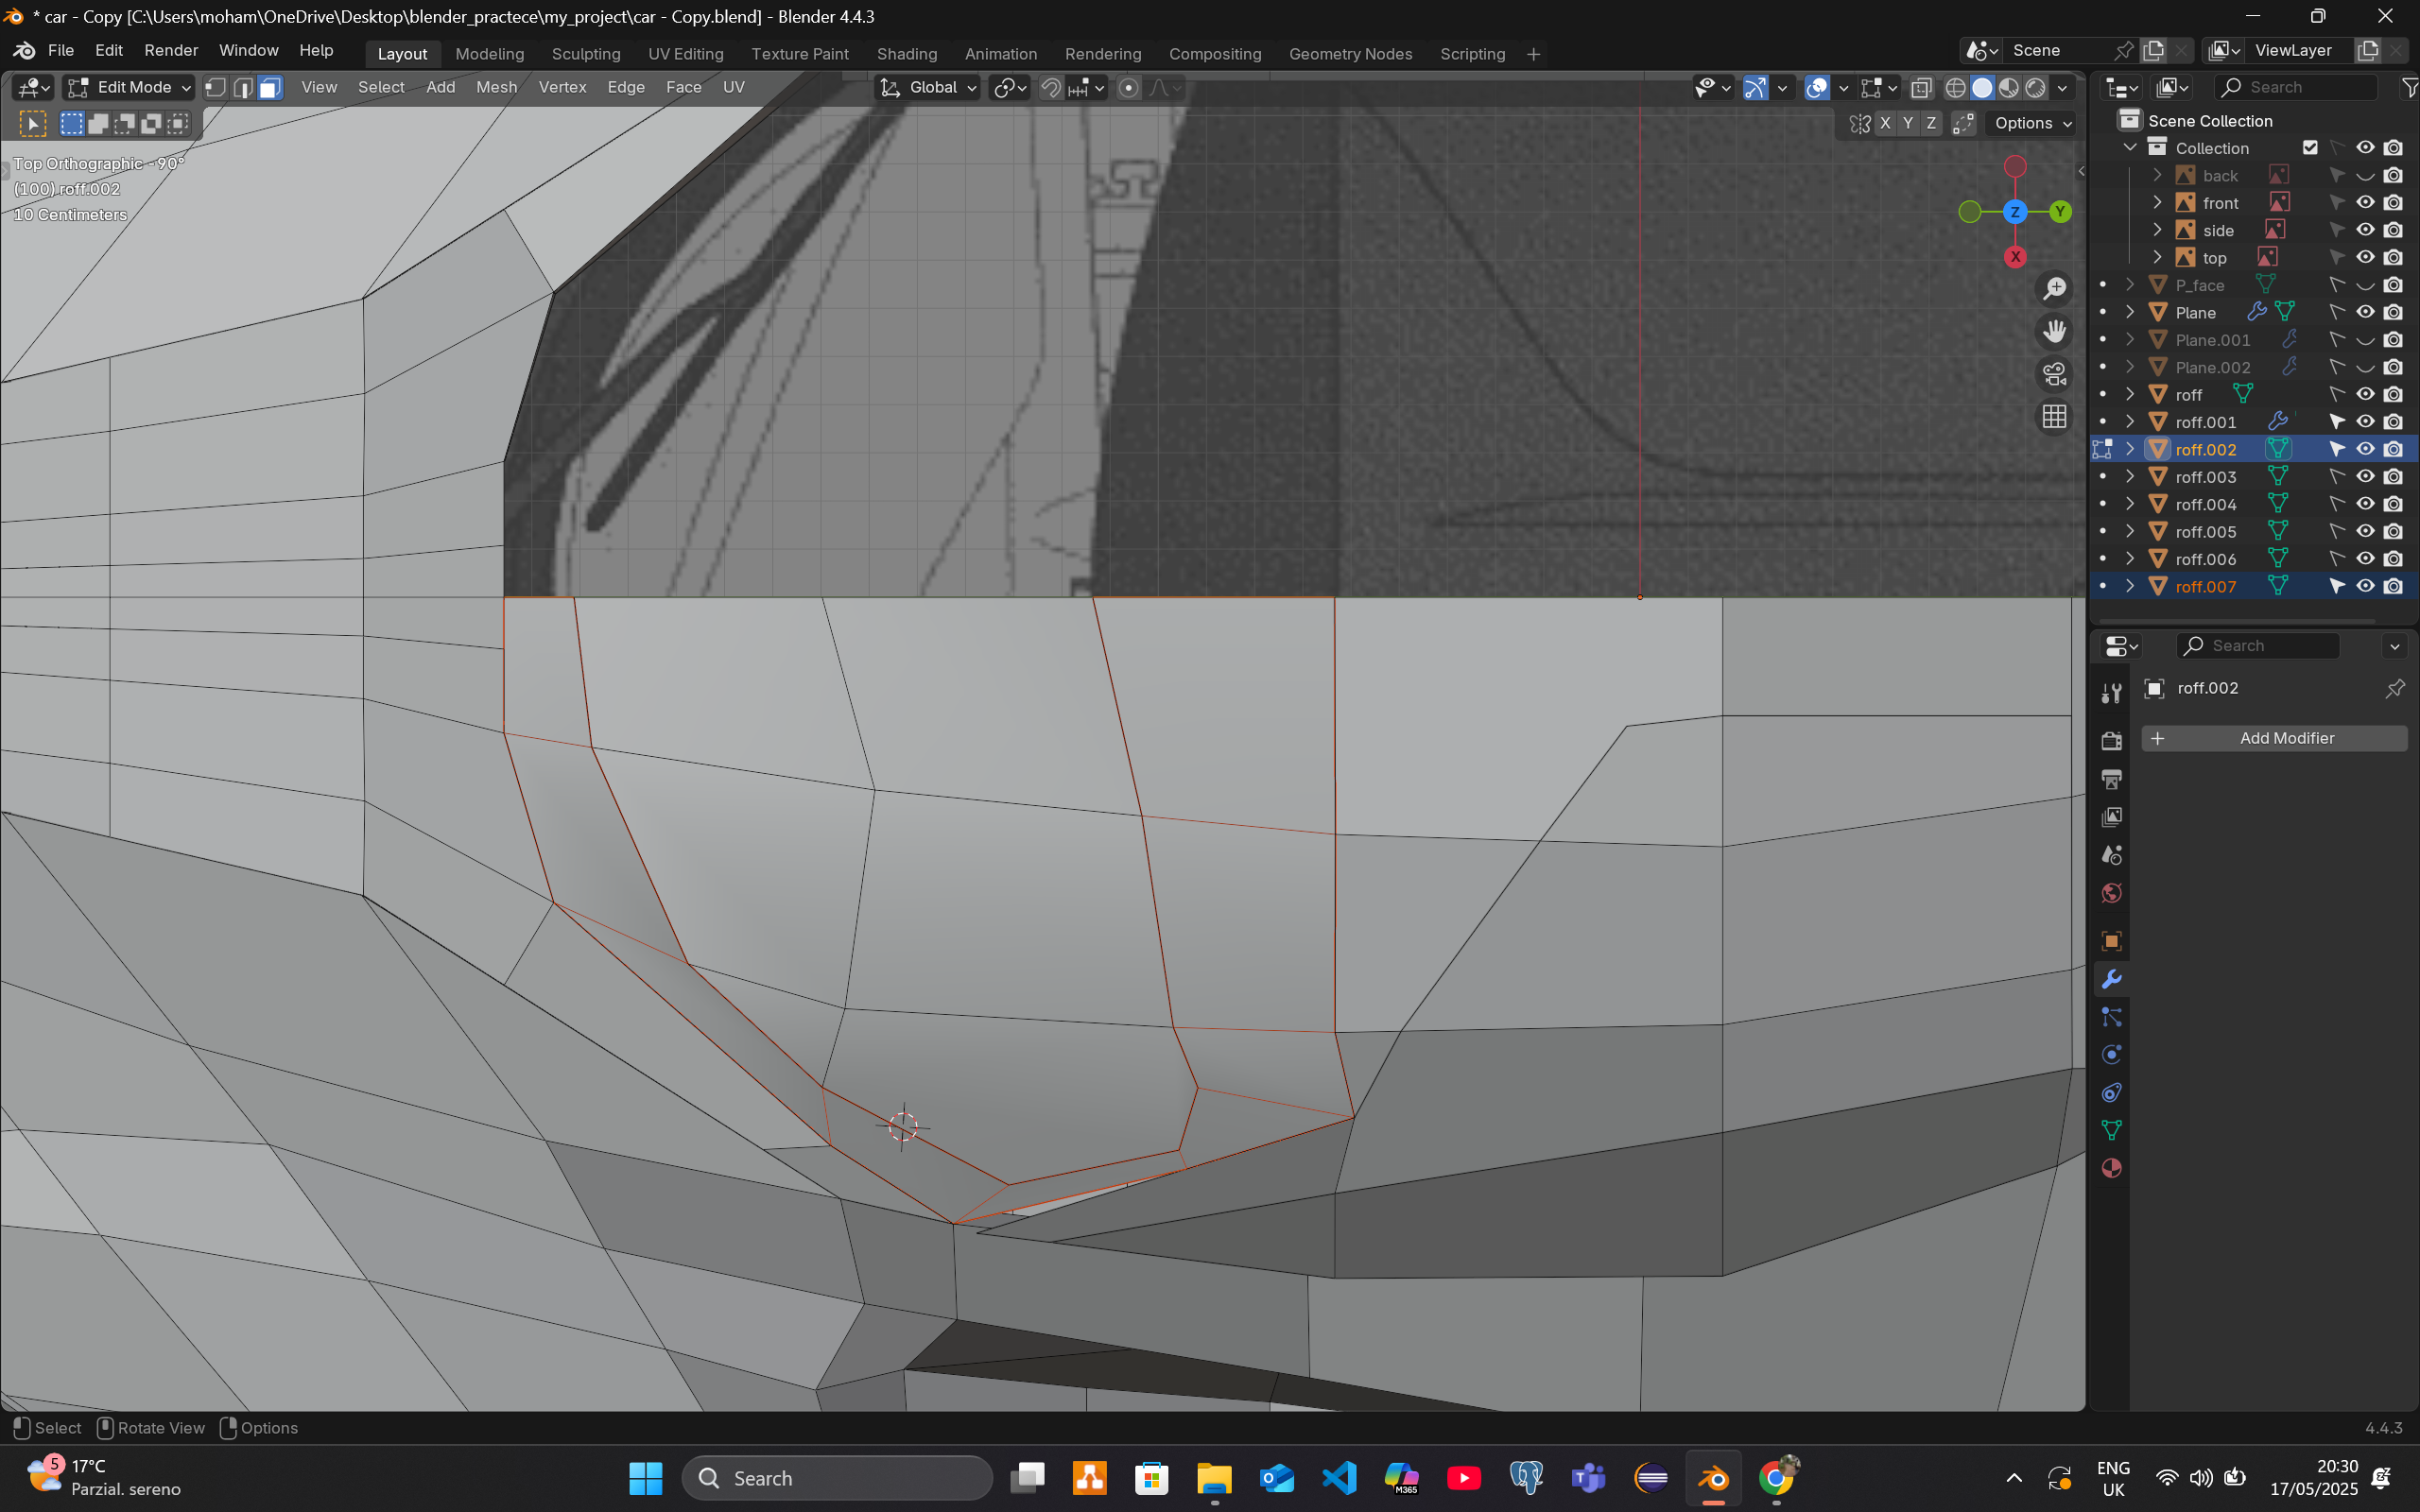 * car - Copy [C:\Users\moham\OneDrive\Desktop\blender_practece\my_project\car - Copy.blend] - Blender 4.4.3
File Edit Render Window Help Layout Modeling Sculpting UV Editing Texture Paint Shading Animation Rendering Compositing Geometry Nodes Scripting + Scene ViewLayer
Edit Mode View Select Add Mesh Vertex Edge Face UV Global Search
X Y Z Options
Scene Collection
Top Orthographic - 90°
(100) roff.002
10 Centimeters
Collection
back
front
side
top
Z Y
X
P_face
Plane
Plane.001
Plane.002
roff
roff.001
roff.002
roff.003
roff.004
roff.005
roff.006
roff.007
Search
roff.002
+ Add Modifier
Select Rotate View Options 4.4.3
5 17°C
Parzial. sereno
Search
M365
ENG
UK
20:30
17/05/2025